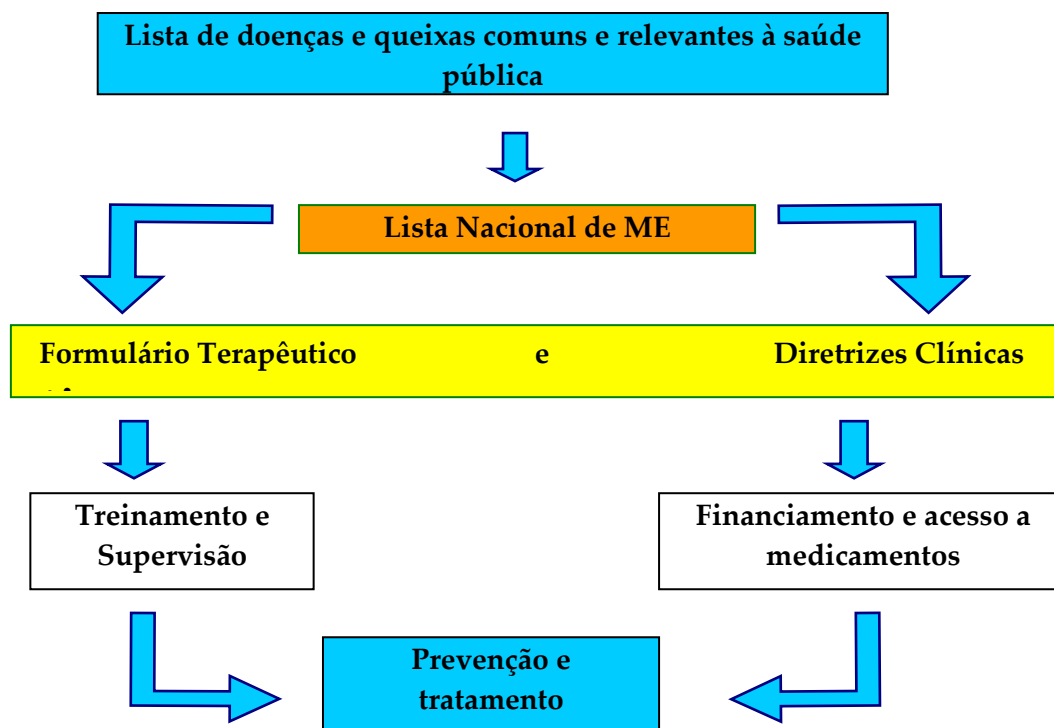 Lista de doenças e queixas comuns e relevantes à saúde
pública
Lista Nacional de ME
Formulário Terapêutico e Diretrizes Clínicas
Treinamento e
Supervisão
Financiamento e acesso a
medicamentos
Prevenção e
tratamento